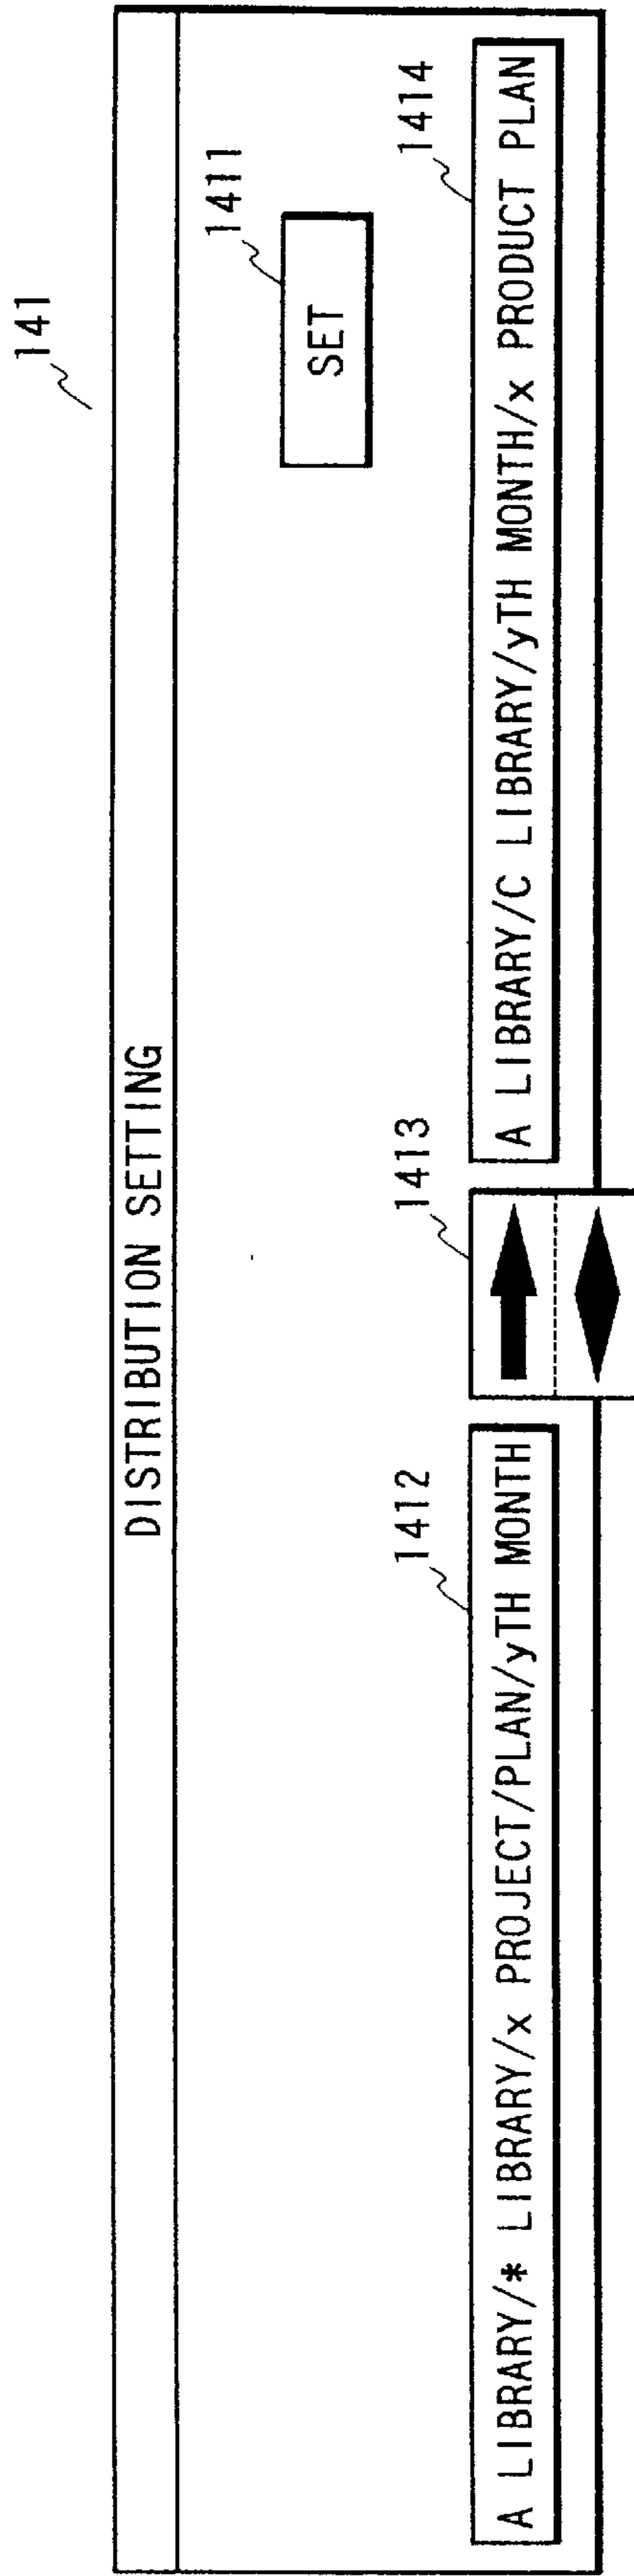 141
DISTRIBUTION SETTING
1411
SET
1412
1413
1414
A LIBRARY/* LIBRARY/x PROJECT/PLAN/yTH MONTH
A LIBRARY/C LIBRARY/yTH MONTH/x PRODUCT PLAN